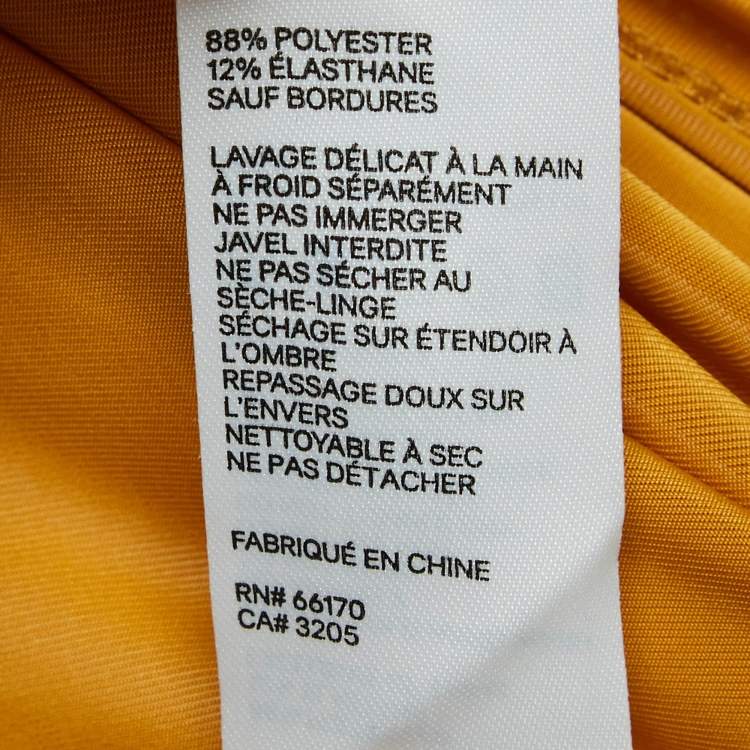 88% POLYESTER
12% ÉLASTHANE
SAUF BORDURES
LAVAGE DÉLICAT À LA MAIN
À FROID SÉPARÉMENT
NE PAS IMMERGER
JAVEL INTERDITE
NE PAS SÉCHER AU
SÈCHE-LINGE
SÉCHAGE SUR ÉTENDOIR À
L'OMBRE
REPASSAGE DOUX SUR
L'ENVERS
NETTOYABLE À SEC
NE PAS DÉTACHER
FABRIQUÉ EN CHINE
RN# 66170
CA# 3205